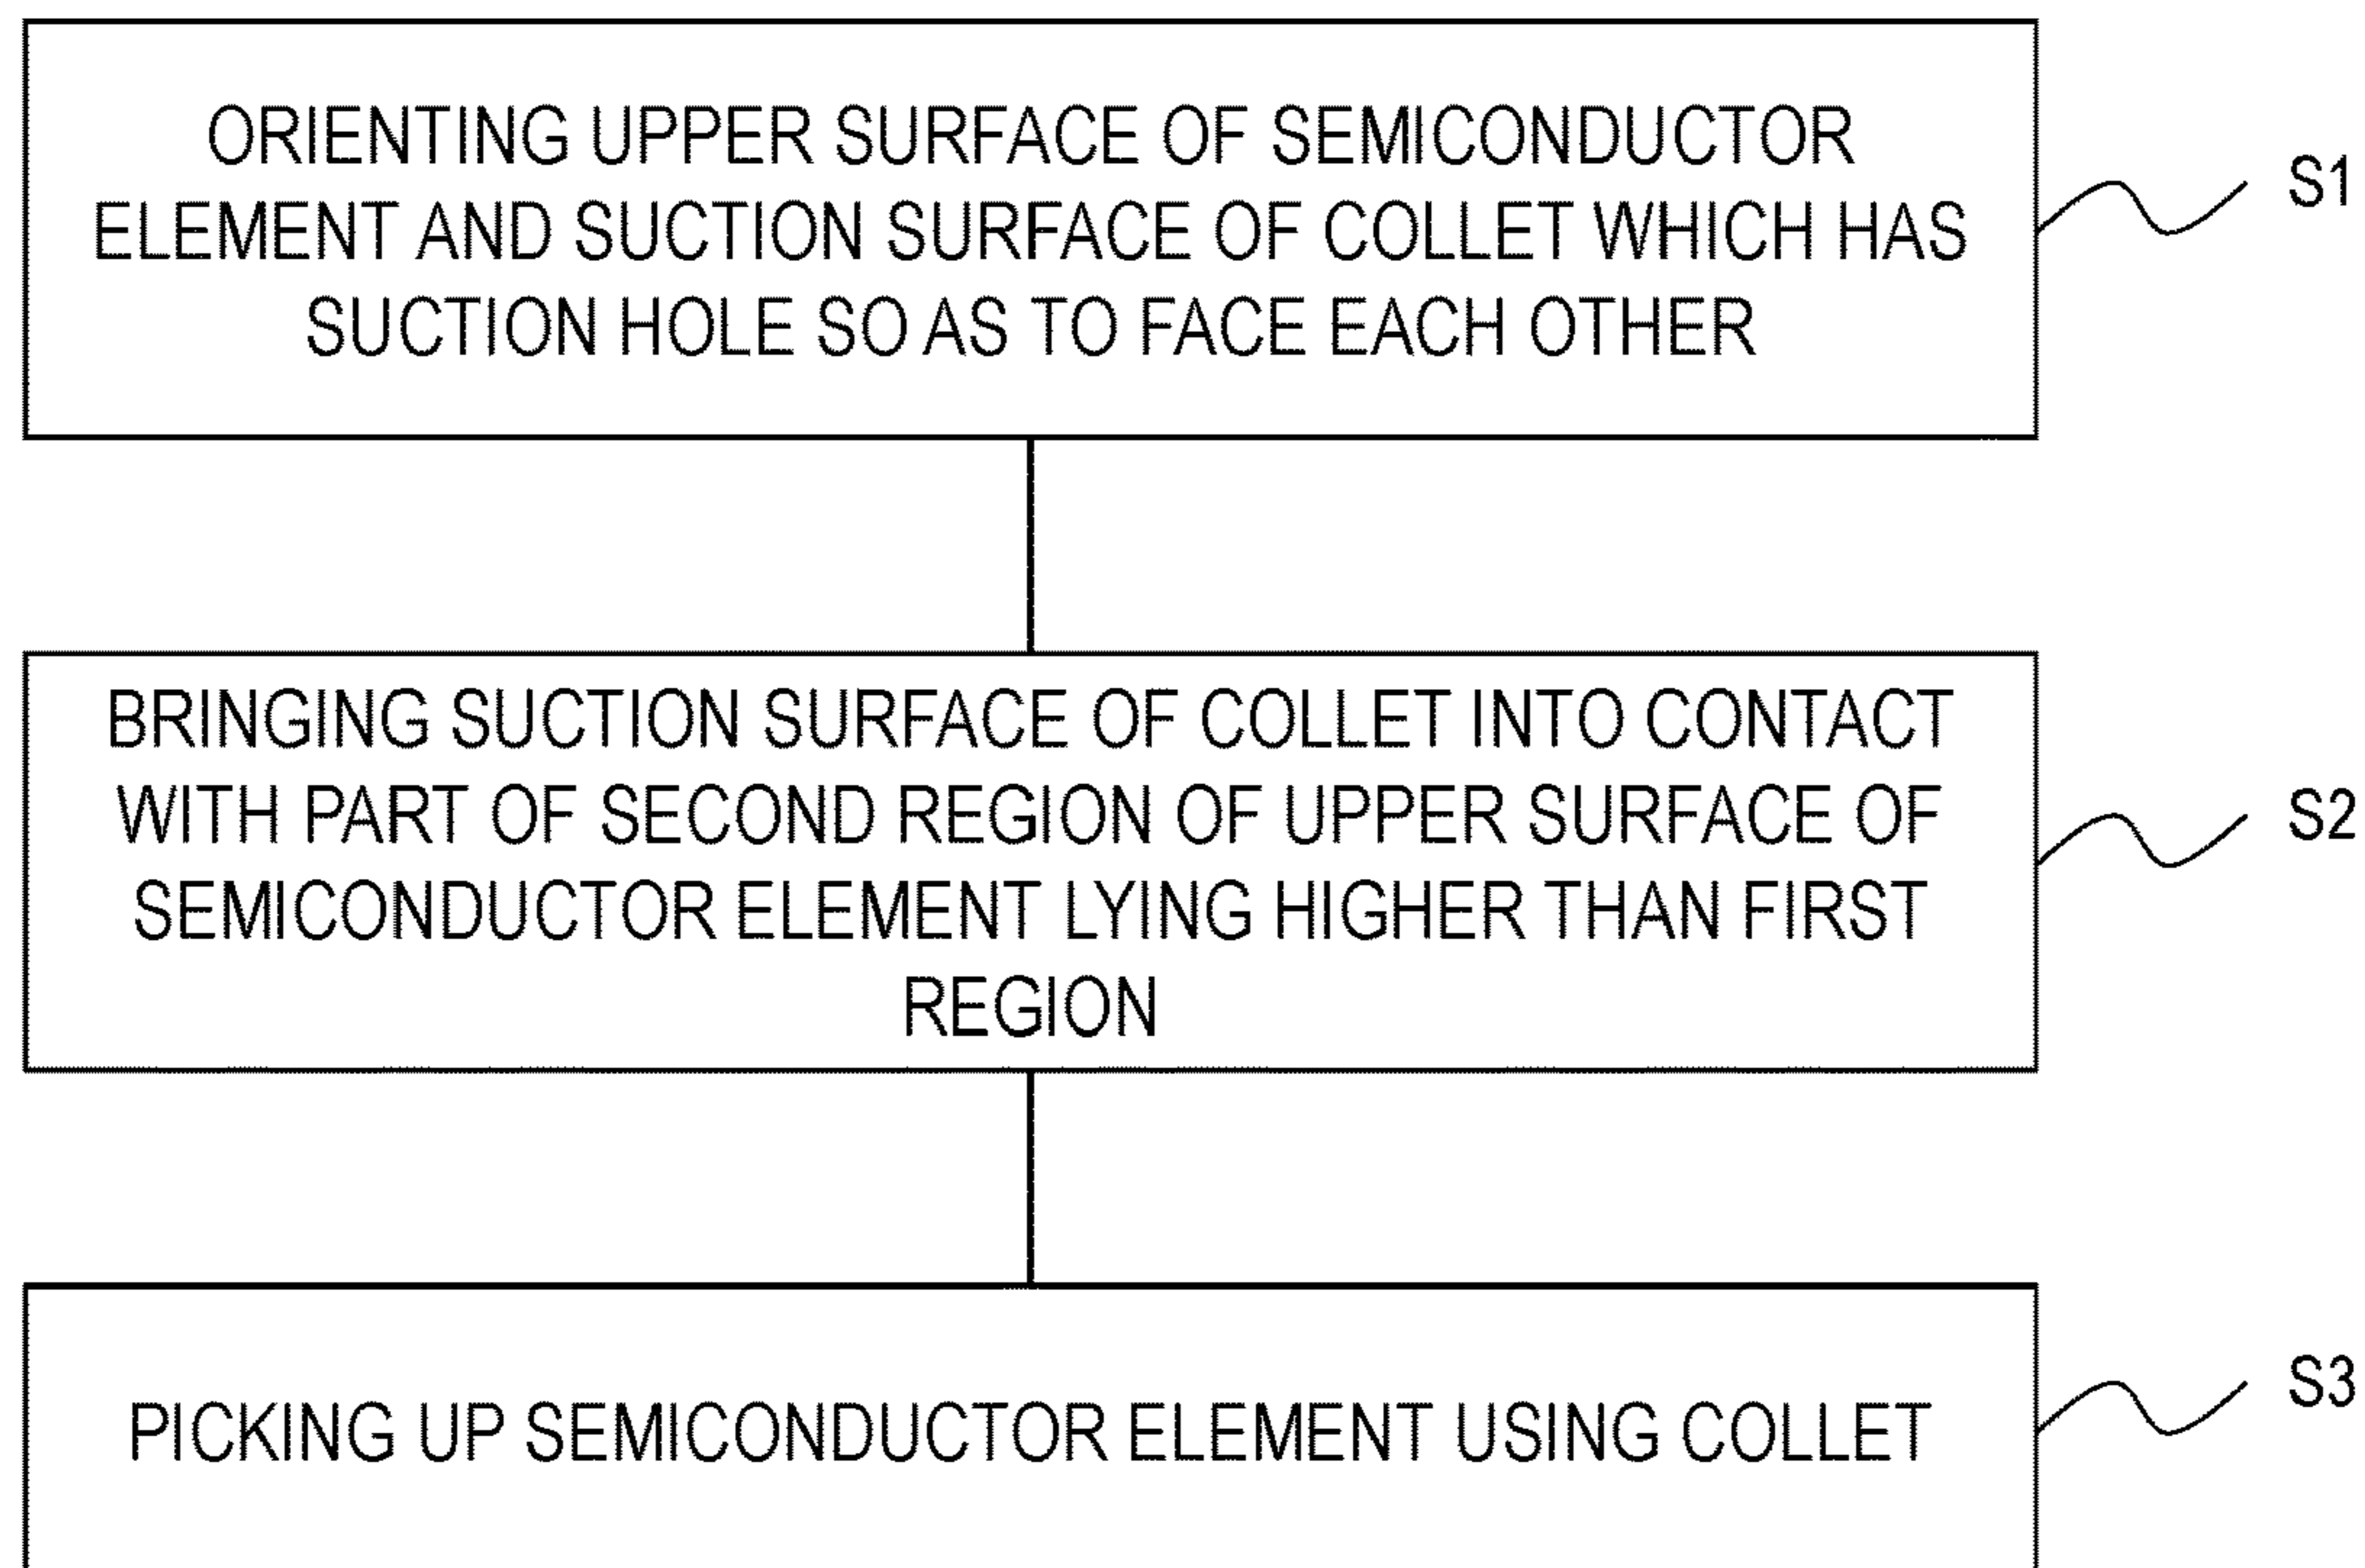 ORIENTING UPPER SURFACE OF SEMICONDUCTOR
ELEMENT AND SUCTION SURFACE OF COLLET WHICH HAS
SUCTION HOLE SO AS TO FACE EACH OTHER
S1
BRINGING SUCTION SURFACE OF COLLET INTO CONTACT
WITH PART OF SECOND REGION OF UPPER SURFACE OF
SEMICONDUCTOR ELEMENT LYING HIGHER THAN FIRST
REGION
S2
PICKING UP SEMICONDUCTOR ELEMENT USING COLLET
S3